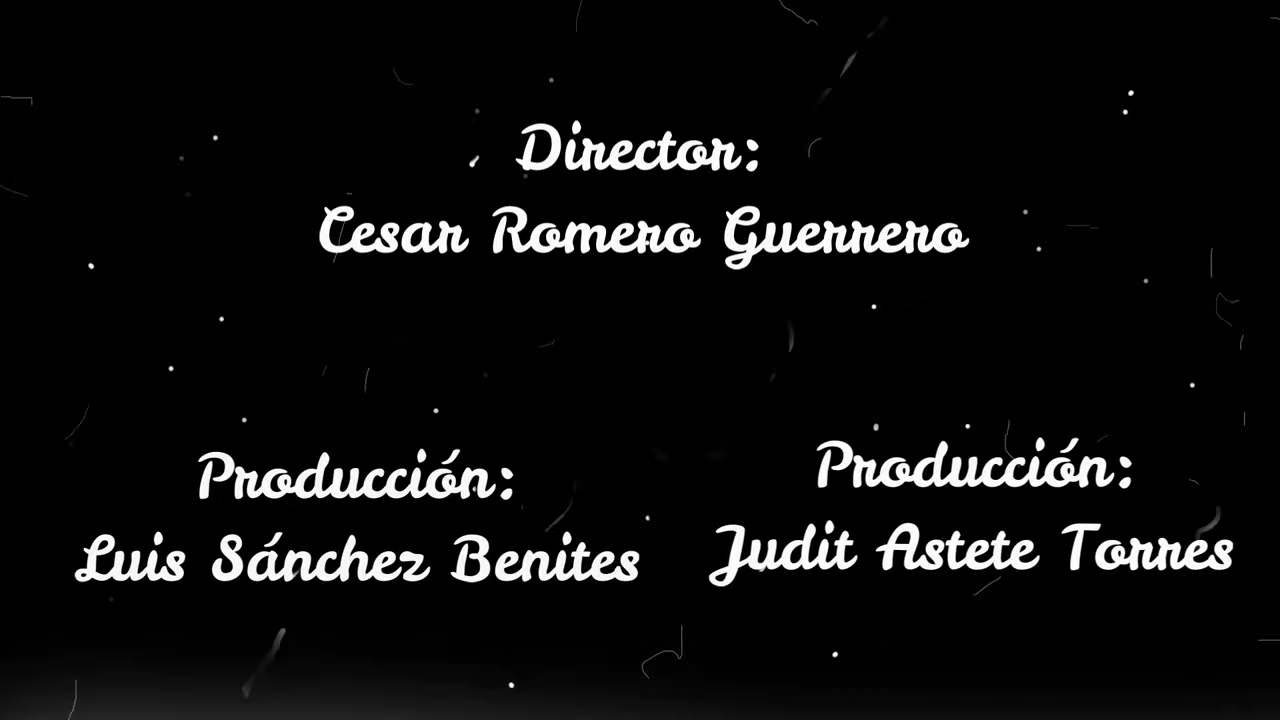 Director:
Cesar Romero Guerrero
Producción:
Luis Sánchez Benites
Producción:
Judit Astete Torres